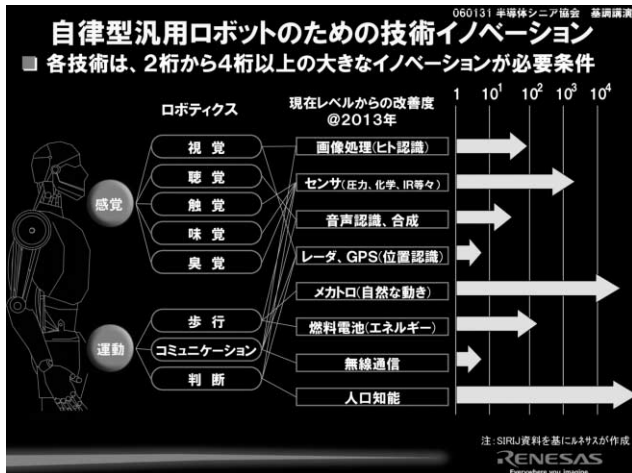 060131 半導体シニア協会 基調講演
自律型汎用ロボットのための技術イノベーション
各技術は、2桁から4桁以上の大きなイノベーションが必要条件
ロボティクス
現在レベルからの改善度
@2013年
1 10¹ 10² 10³ 10⁴
感覚
視覚
聴覚
触覚
味覚
臭覚
運動
歩行
コミュニケーション
判断
画像処理(ヒト認識)
センサ(圧力、化学、IR等々)
音声認識、合成
レーダ、GPS(位置認識)
メカトロ(自然な動き)
燃料電池(エネルギー)
無線通信
人口知能
注:SIRIJ資料を基にルネサスが作成
RENESAS
Everywhere you imagine.